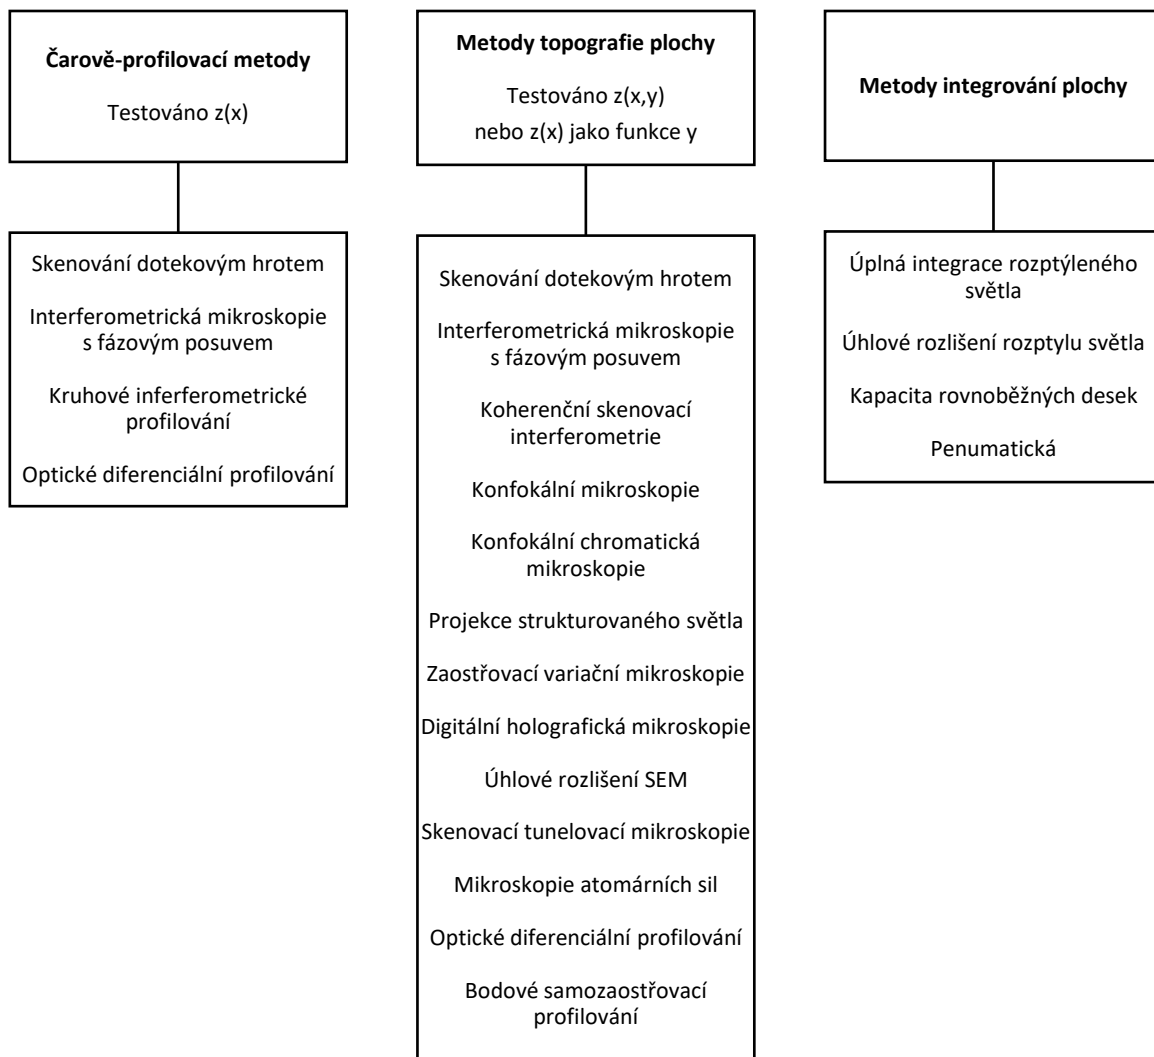 Čarově-profilovací metody
Testováno z(x)
Skenování dotekovým hrotem
Interferometrická mikroskopie
s fázovým posuvem
Kruhové inferferometrické
profilování
Optické diferenciální profilování
Metody topografie plochy
Testováno z(x,y)
nebo z(x) jako funkce y
Skenování dotekovým hrotem
Interferometrická mikroskopie
s fázovým posuvem
Koherenční skenovací
interferometrie
Konfokální mikroskopie
Konfokální chromatická
mikroskopie
Projekce strukturovaného světla
Zaostřovací variační mikroskopie
Digitální holografická mikroskopie
Úhlové rozlišení SEM
Skenovací tunelovací mikroskopie
Mikroskopie atomárních sil
Optické diferenciální profilování
Bodové samozaostřovací
profilování
Metody integrování plochy
Úplná integrace rozptýleného
světla
Úhlové rozlišení rozptylu světla
Kapacita rovnoběžných desek
Penumatická